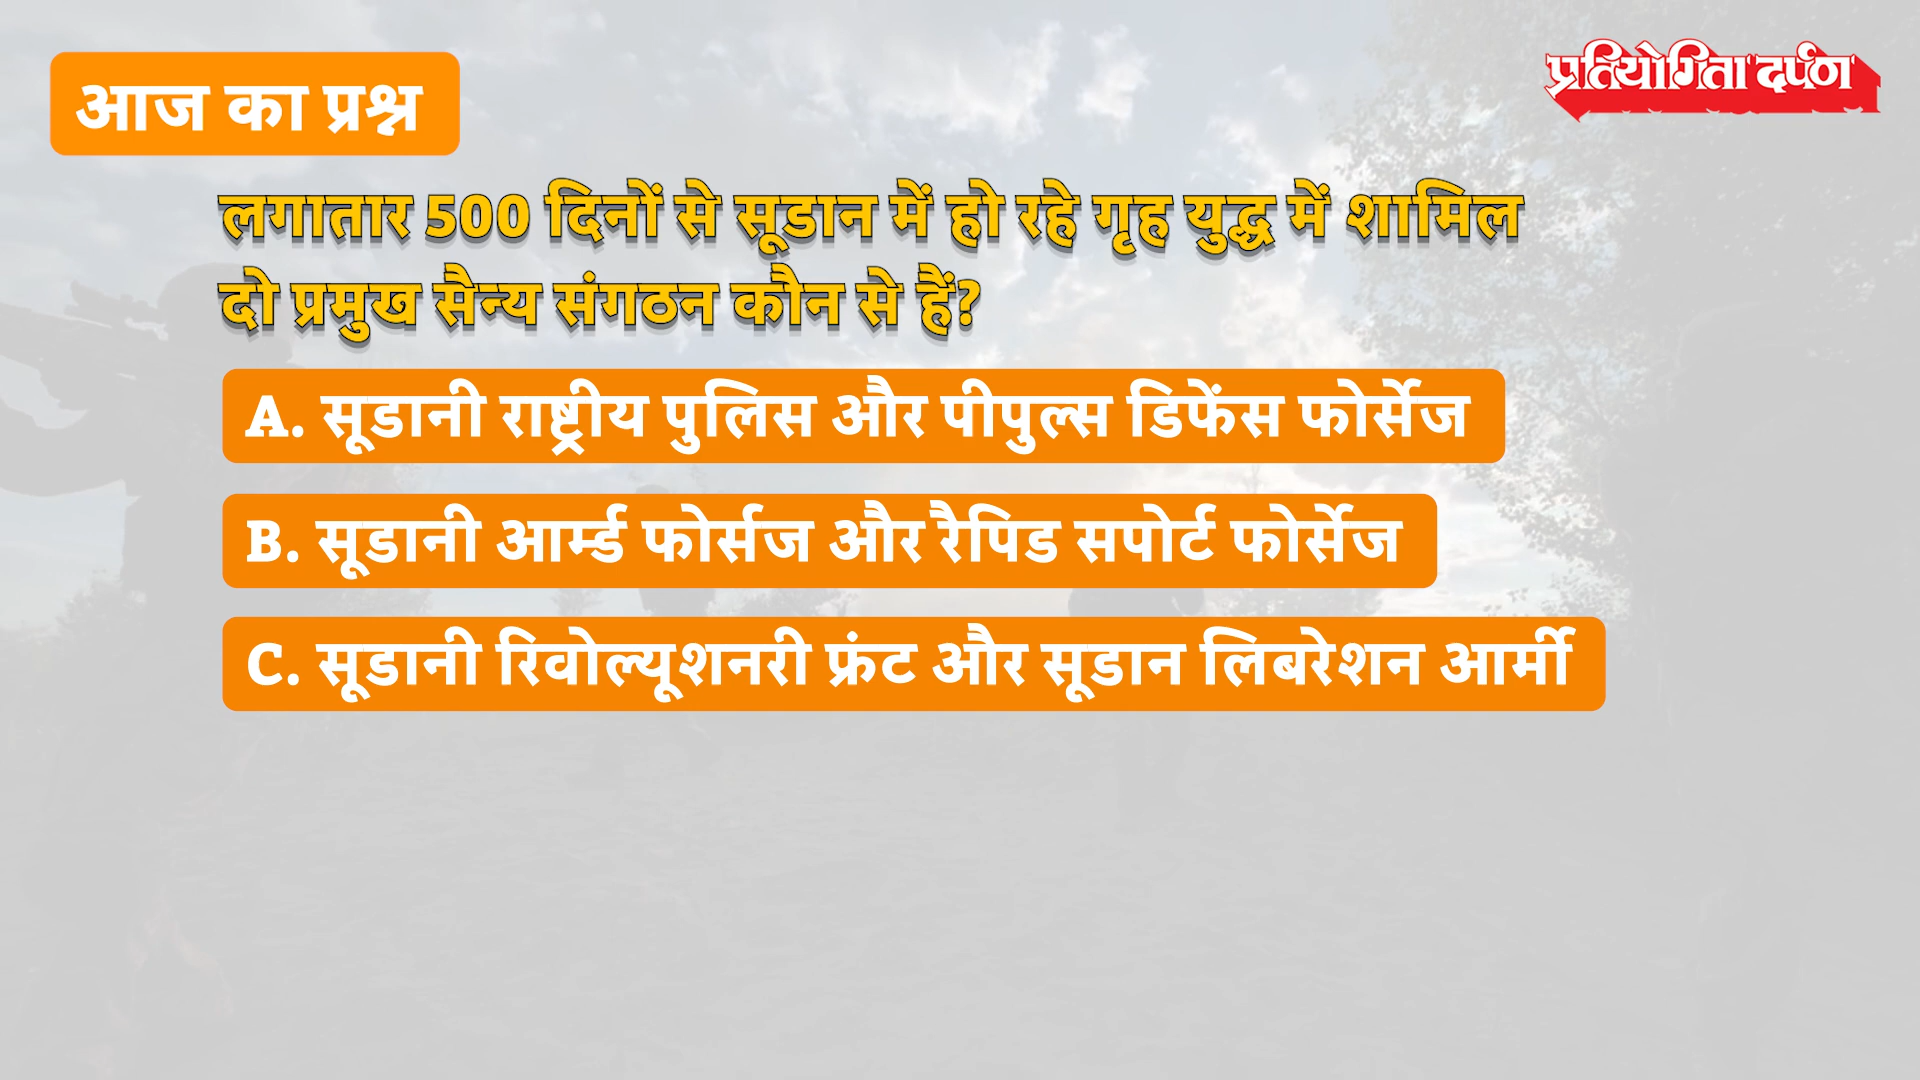 आज का प्रश्न
प्रतियोगिता दर्पण
लगातार 500 दिनों से सूडान में हो रहे गृह युद्ध में शामिल
दो प्रमुख सैन्य संगठन कौन से हैं?
A. सूडानी राष्ट्रीय पुलिस और पीपुल्स डिफेंस फोर्सेज
B. सूडानी आर्म्ड फोर्सज और रैपिड सपोर्ट फोर्सेज
C. सूडानी रिवोल्यूशनरी फ्रंट और सूडान लिबरेशन आर्मी